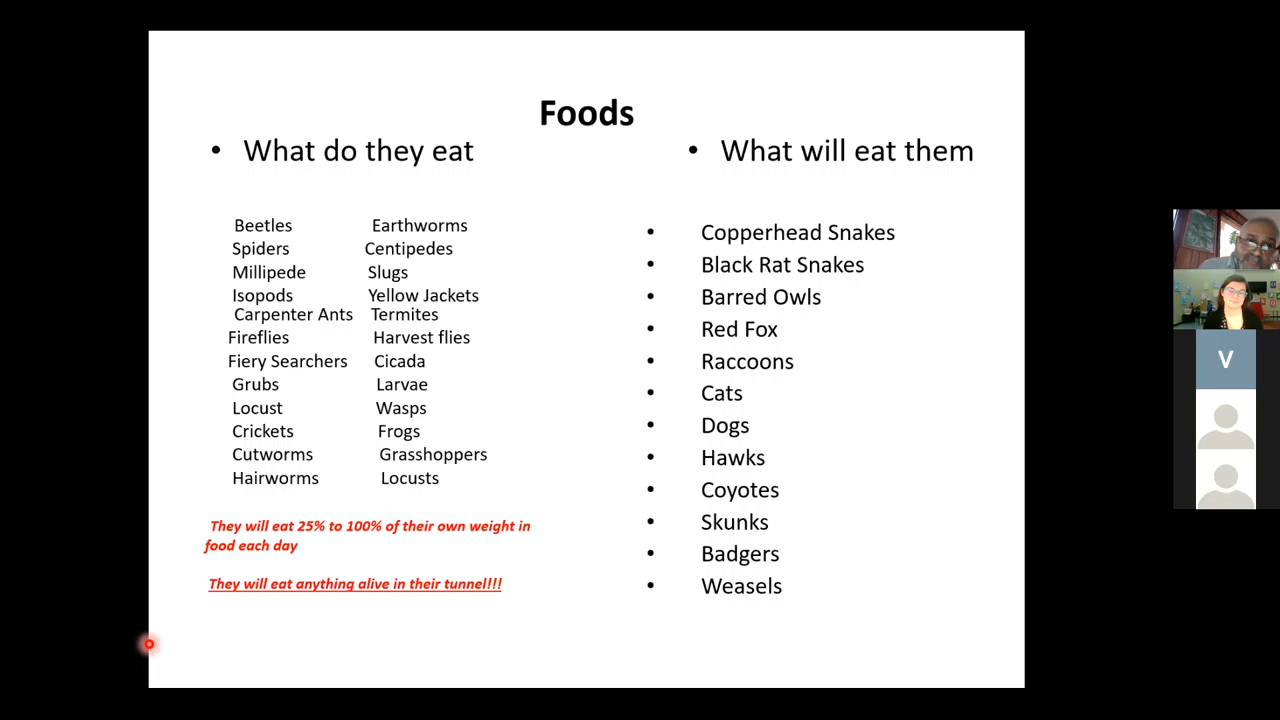 Foods
• What do they eat
Beetles Earthworms
Spiders Centipedes
Millipede Slugs
Isopods Yellow Jackets
Carpenter Ants Termites
Fireflies Harvest flies
Fiery Searchers Cicada
Grubs Larvae
Locust Wasps
Crickets Frogs
Cutworms Grasshoppers
Hairworms Locusts
They will eat 25% to 100% of their own weight in
food each day
They will eat anything alive in their tunnel!!!
• What will eat them
• Copperhead Snakes
• Black Rat Snakes
• Barred Owls
• Red Fox
• Raccoons
• Cats
• Dogs
• Hawks
• Coyotes
• Skunks
• Badgers
• Weasels
V